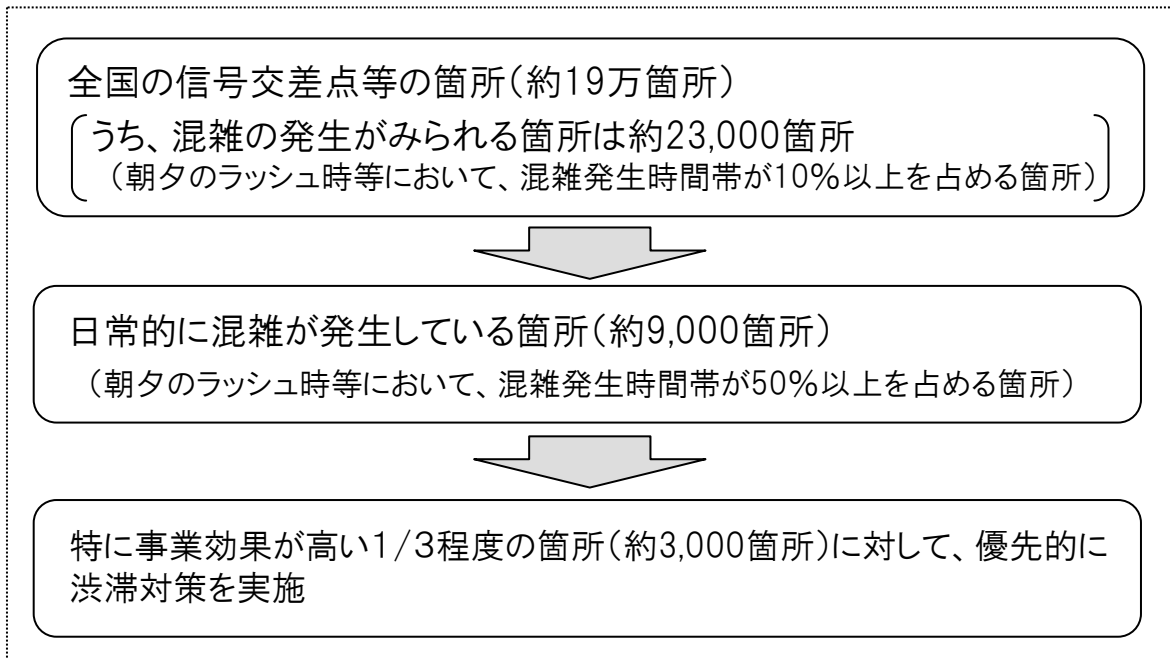 全国の信号交差点等の箇所(約19万箇所)
うち、混雑の発生がみられる箇所は約23,000箇所
(朝夕のラッシュ時等において、混雑発生時間帯が10%以上を占める箇所)
日常的に混雑が発生している箇所(約9,000箇所)
(朝夕のラッシュ時等において、混雑発生時間帯が50%以上を占める箇所)
特に事業効果が高い1/3程度の箇所(約3,000箇所)に対して、優先的に
渋滞対策を実施